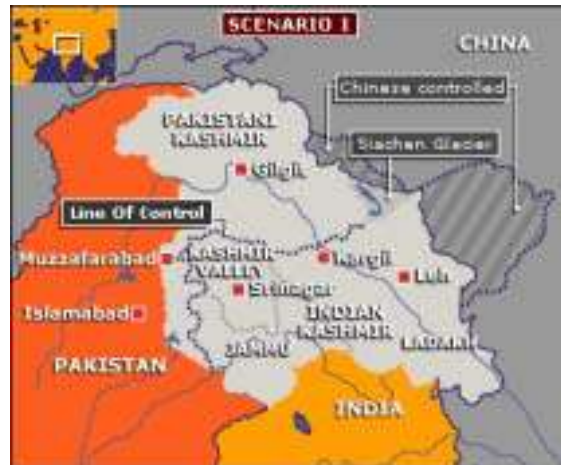 SCENARIO 1
CHINA
Chinese controlled
PAKISTANI
KASHMIR
Siachen Glacier
Gilgit
Line Of Control
Muzzafarabad
KASHMIR
VALLEY
Kargil
Leh
Srinagar
Islamabad
INDIAN
KASHMIR
LADAKH
JAMMU
PAKISTAN
INDIA